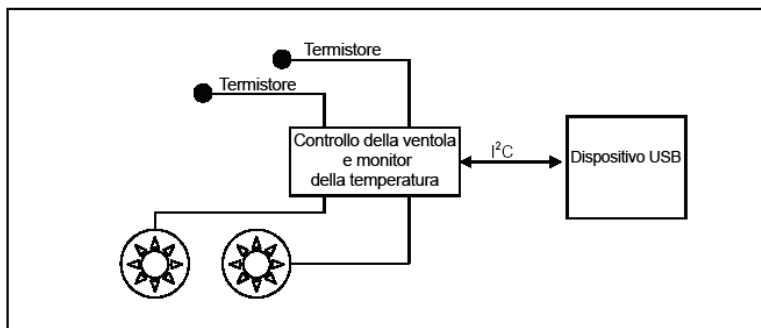 Termistore
Termistore
Controllo della ventola
e monitor
della temperatura
I²C
Dispositivo USB